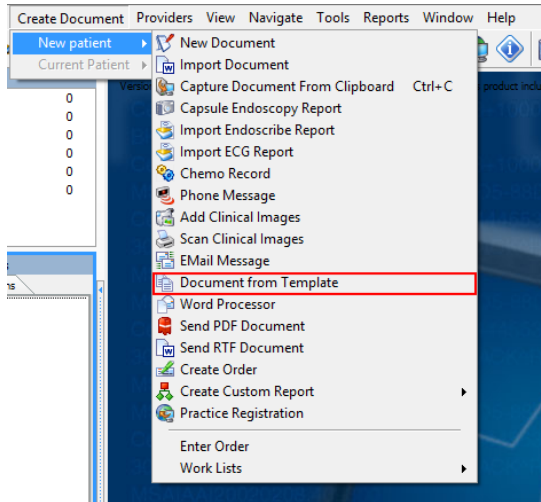 Create Document Providers View Navigate Tools Reports Window Help
New patient
Current Patient
New Document
Import Document
Capture Document From Clipboard Ctrl+C
Capsule Endoscopy Report
Import Endoscribe Report
Import ECG Report
Chemo Record
Phone Message
Add Clinical Images
Scan Clinical Images
EMail Message
Document from Template
Word Processor
Send PDF Document
Send RTF Document
Create Order
Create Custom Report
Practice Registration
Enter Order
Work Lists
0
0
0
0
0
0
product inclu